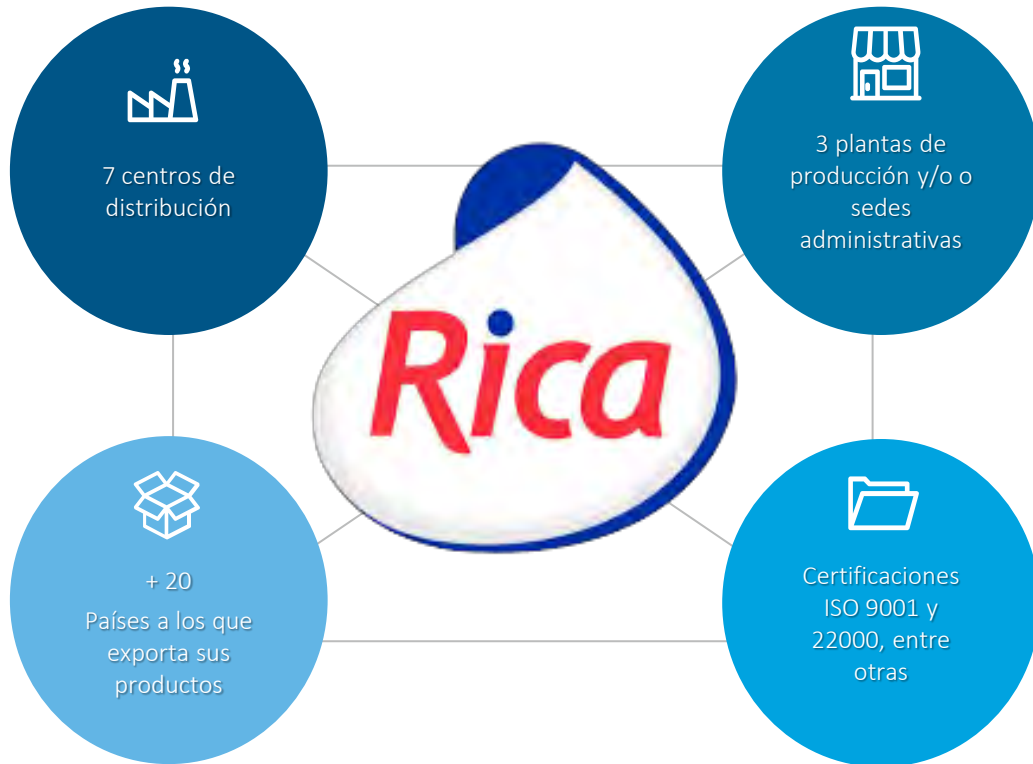 7 centros de
distribución
3 plantas de
producción y/o o
sedes
administrativas
Rica
+ 20
Países a los que
exporta sus
productos
Certificaciones
ISO 9001 y
22000, entre
otras